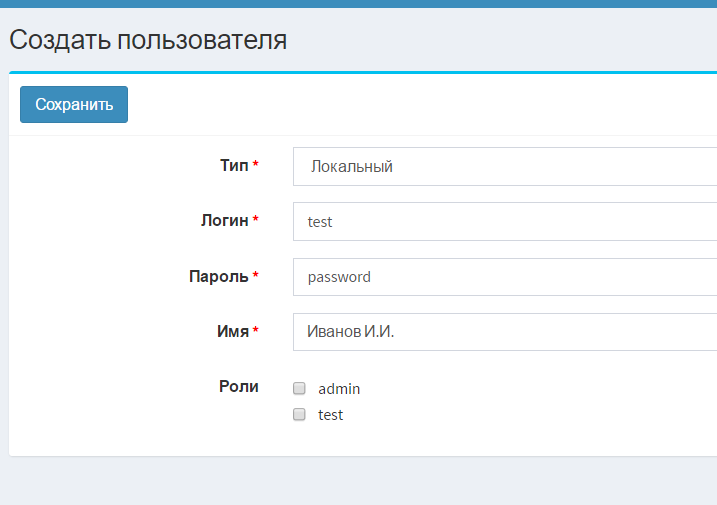 Создать пользователя
Сохранить
Тип * Локальный
Логин * test
Пароль * password
Имя * Иванов И.И.
Роли admin
test